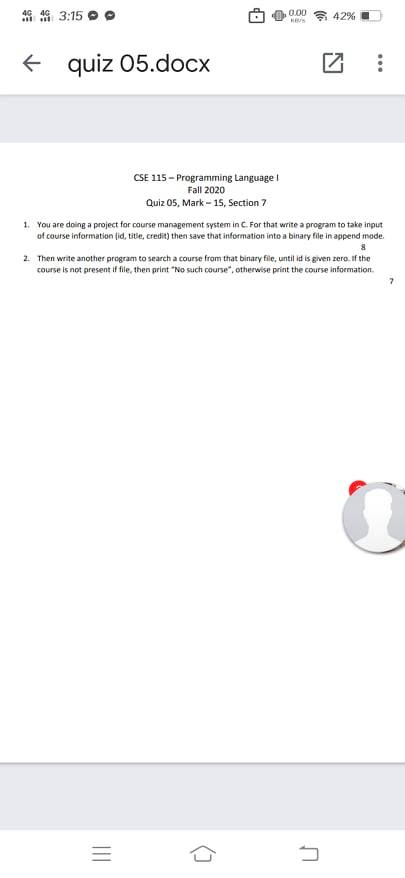 4G 4G 3:15 0.00 KB/s 42%
quiz 05.docx
CSE 115 – Programming Language I
Fall 2020
Quiz 05, Mark – 15, Section 7
1. You are doing a project for course management system in C. For that write a program to take input
of course information (id, title, credit) then save that information into a binary file in append mode.
8
2. Then write another program to search a course from that binary file, until id is given zero. If the
course is not present if file, then print "No such course", otherwise print the course information.
7